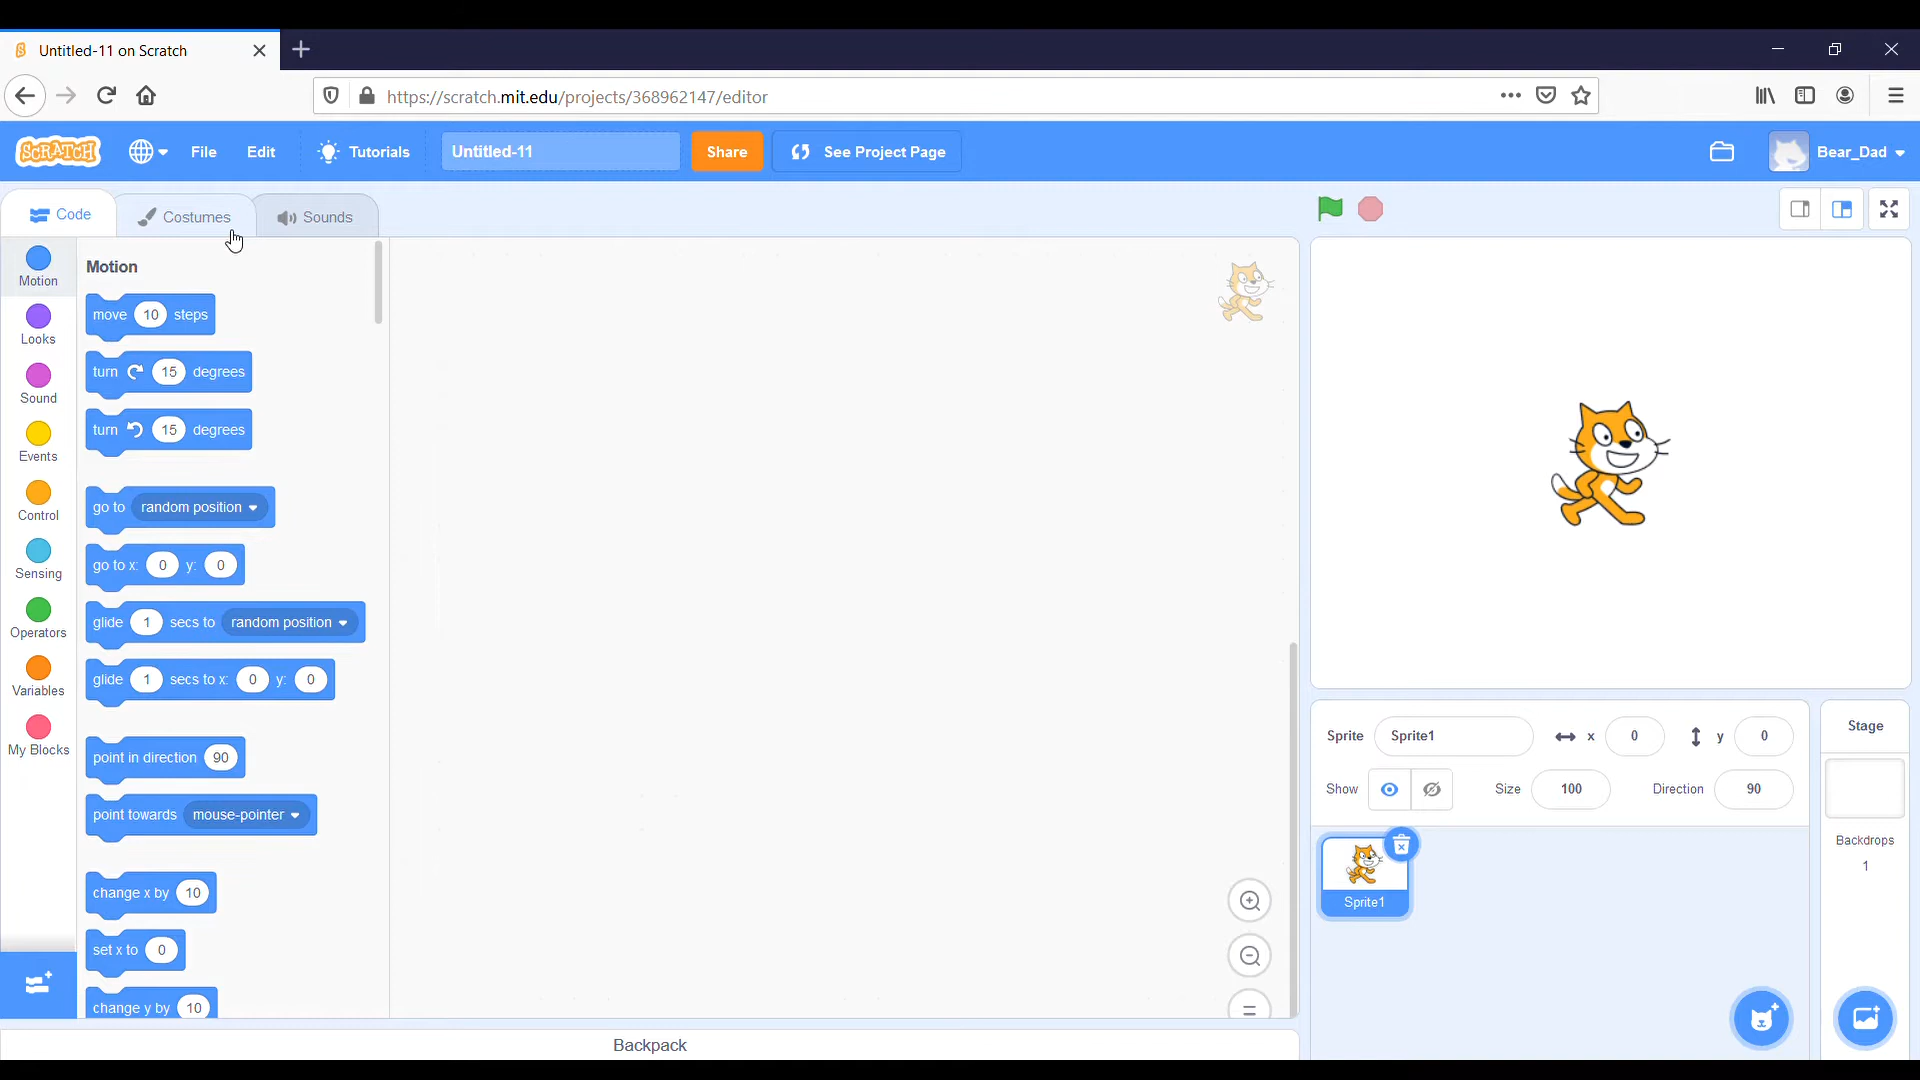 Untitled-11 on Scratch
https://scratch.mit.edu/projects/368962147/editor
SCRATCH File Edit Tutorials Untitled-11 Share See Project Page Bear_Dad
Code Costumes Sounds
Motion
Looks
Sound
Events
Control
Sensing
Operators
Variables
My Blocks
Motion
move 10 steps
turn 15 degrees
turn 15 degrees
go to random position
go to x: 0 y: 0
glide 1 secs to random position
glide 1 secs to x: 0 y: 0
point in direction 90
point towards mouse-pointer
change x by 10
set x to 0
change y by 10
Sprite Sprite1 x 0 y 0
Show Size 100 Direction 90
Sprite1
Stage
Backdrops
1
Backpack